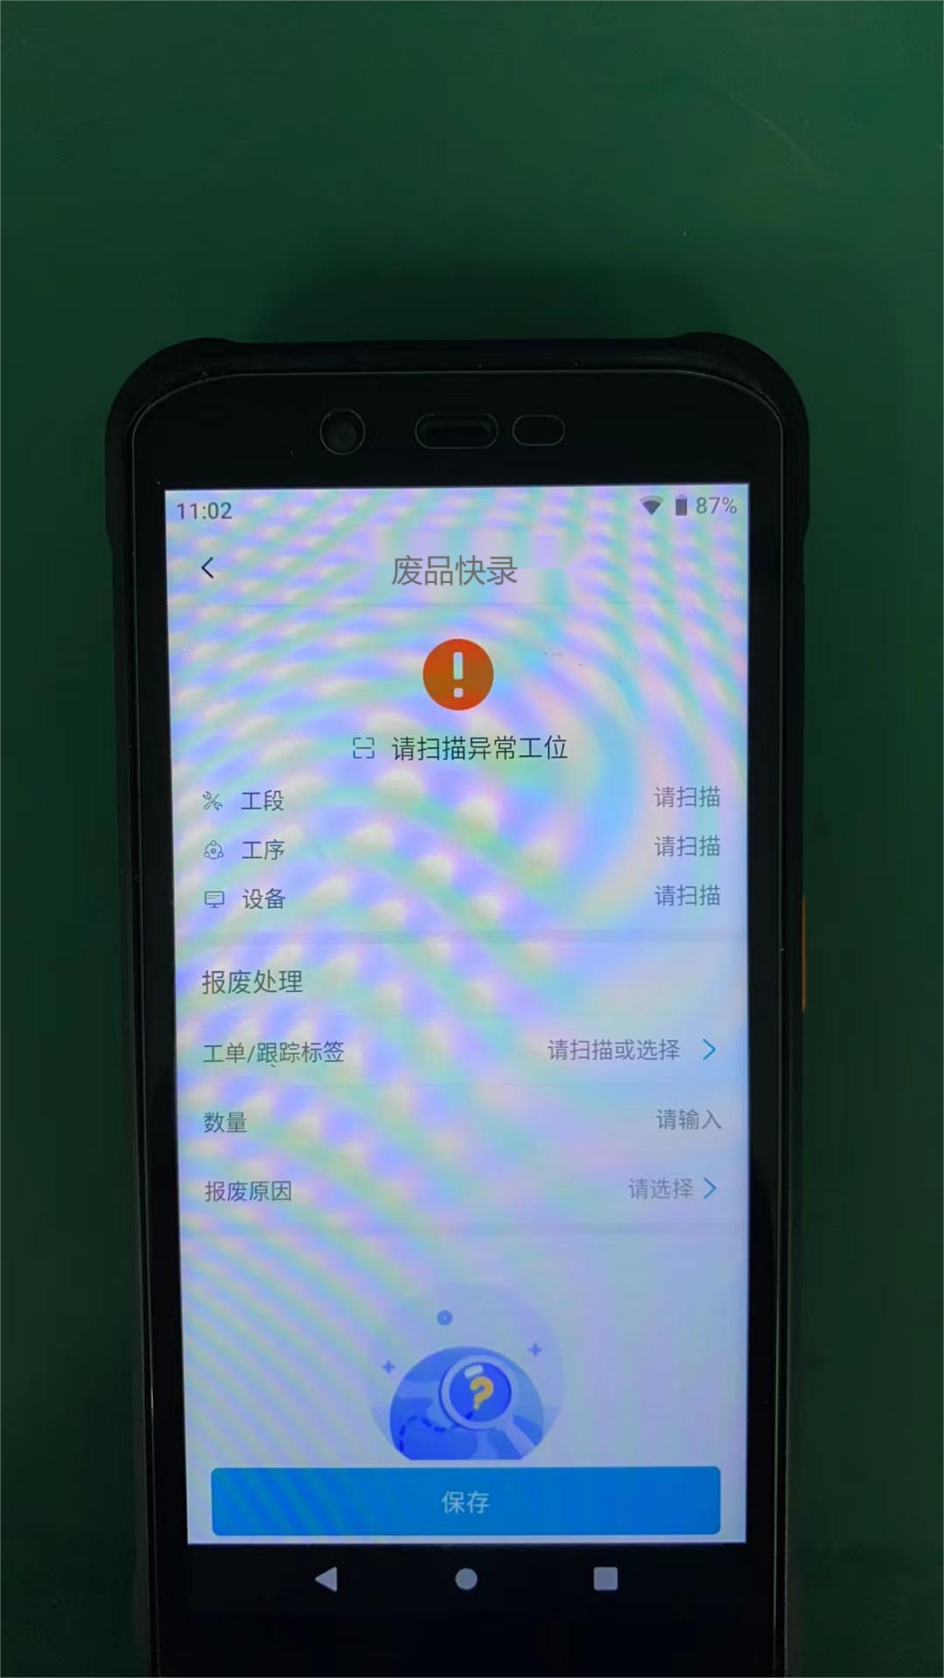 11:02 87%
废品快录
请扫描异常工位
工段 请扫描
工序 请扫描
设备 请扫描
报废处理
工单/跟踪标签 请扫描或选择
数量 请输入
报废原因 请选择
?
保存